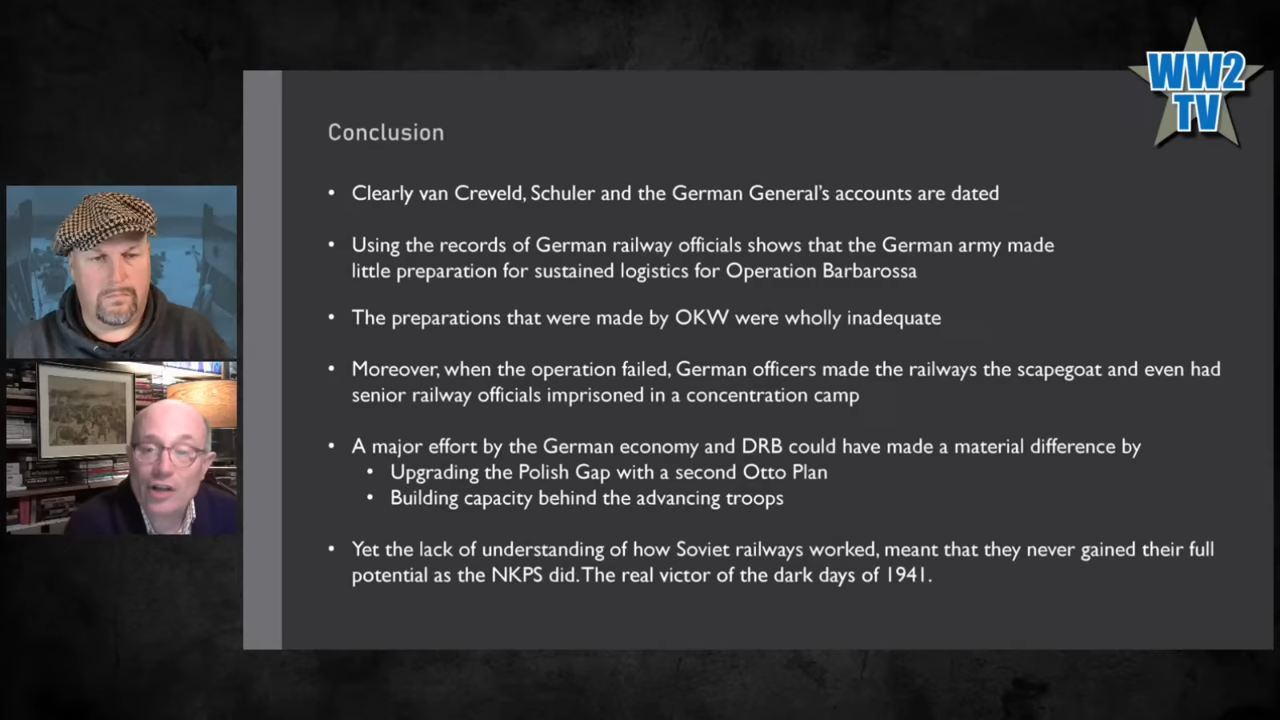 WW2
TV
Conclusion
• Clearly van Creveld, Schuler and the German General's accounts are dated
• Using the records of German railway officials shows that the German army made
little preparation for sustained logistics for Operation Barbarossa
• The preparations that were made by OKW were wholly inadequate
• Moreover, when the operation failed, German officers made the railways the scapegoat and even had
senior railway officials imprisoned in a concentration camp
• A major effort by the German economy and DRB could have made a material difference by
• Upgrading the Polish Gap with a second Otto Plan
• Building capacity behind the advancing troops
• Yet the lack of understanding of how Soviet railways worked, meant that they never gained their full
potential as the NKPS did. The real victor of the dark days of 1941.